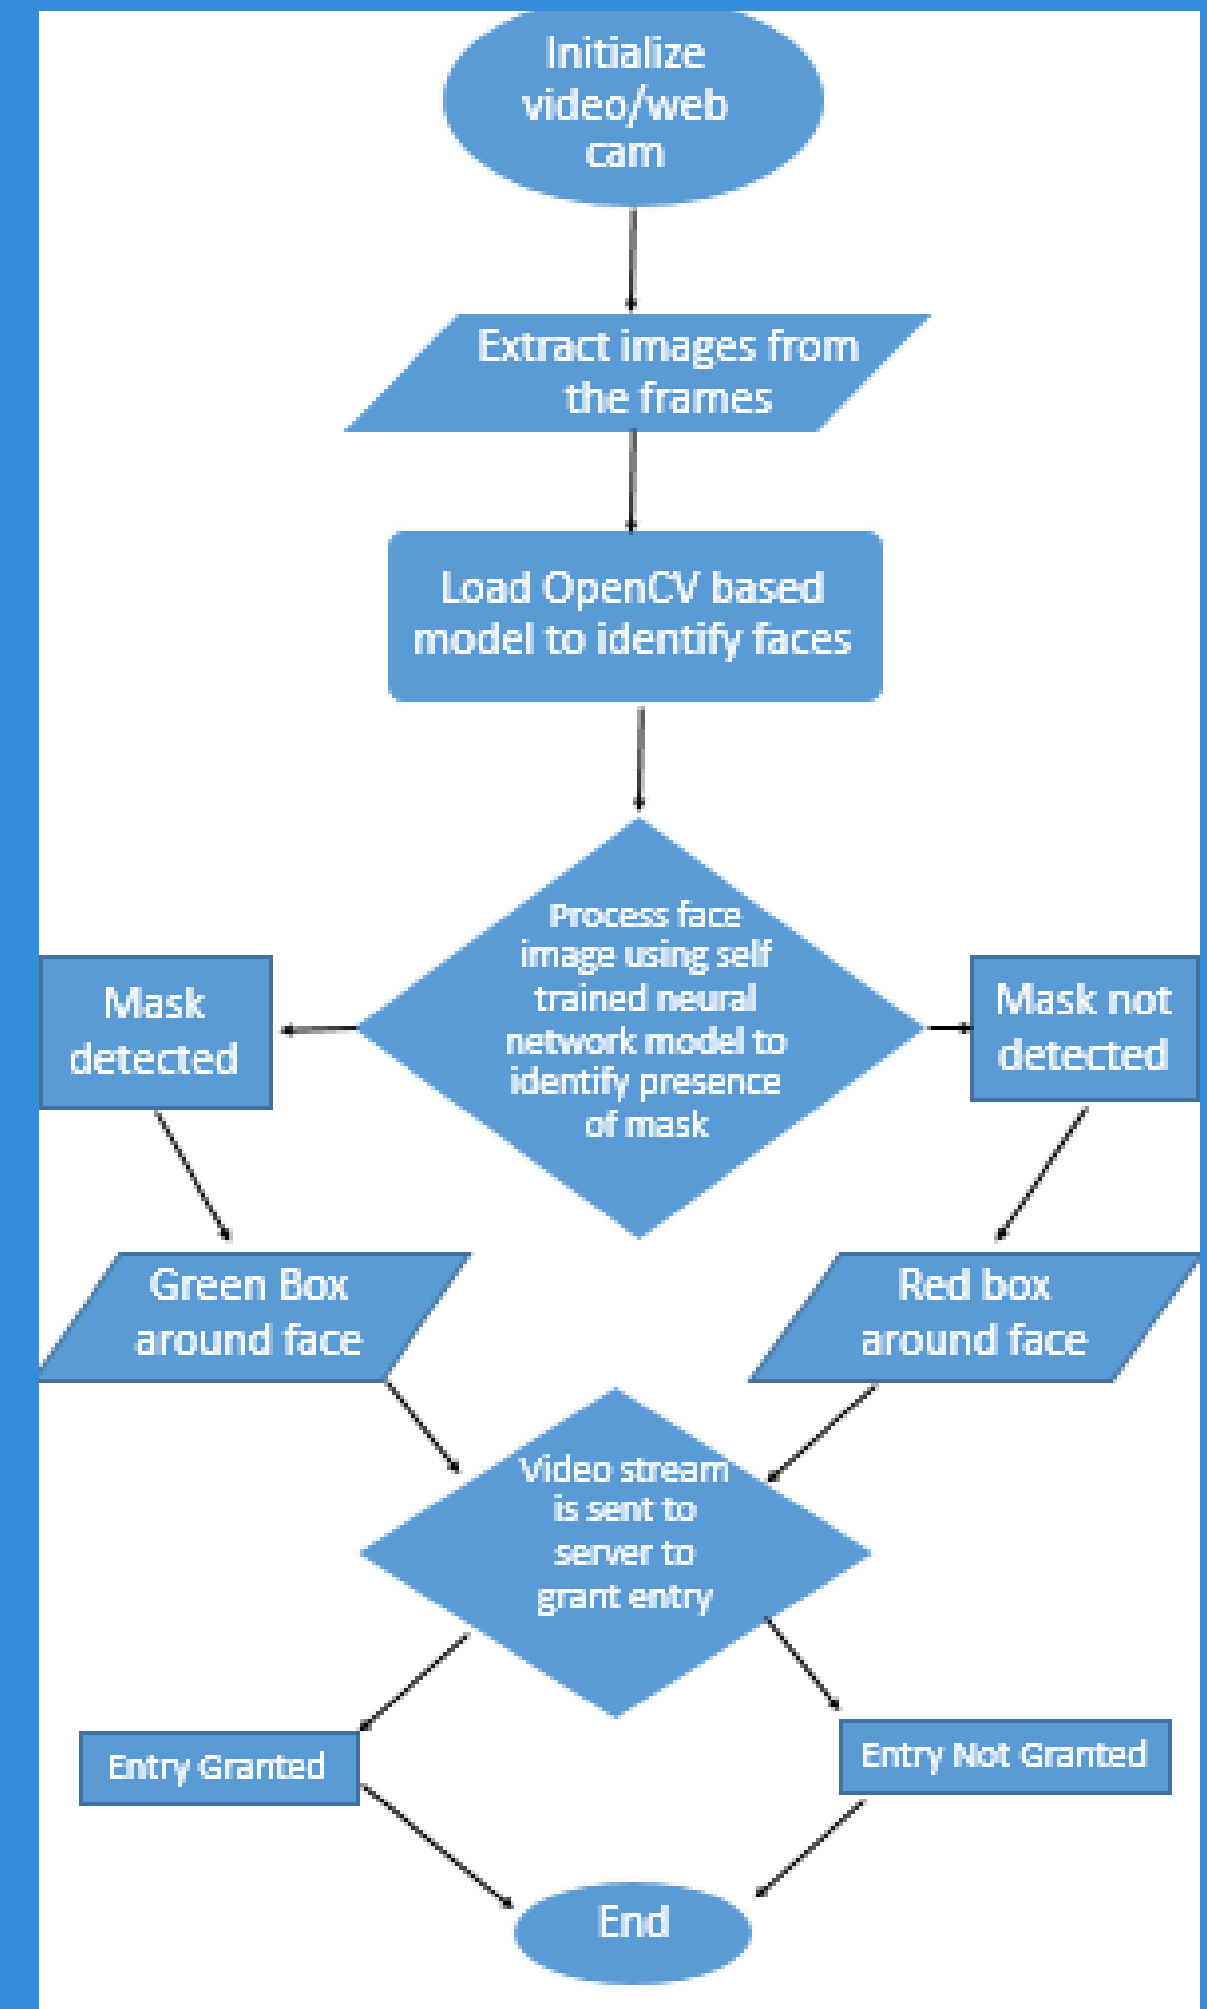 Initialize
video/web
cam
Extract images from
the frames
Load OpenCV based
model to identify faces
Process face
image using self
trained neural
network model to
identify presence
of mask
Mask
detected
Mask not
detected
Green Box
around face
Red box
around face
Video stream
is sent to
server to
grant entry
Entry Granted
Entry Not Granted
End